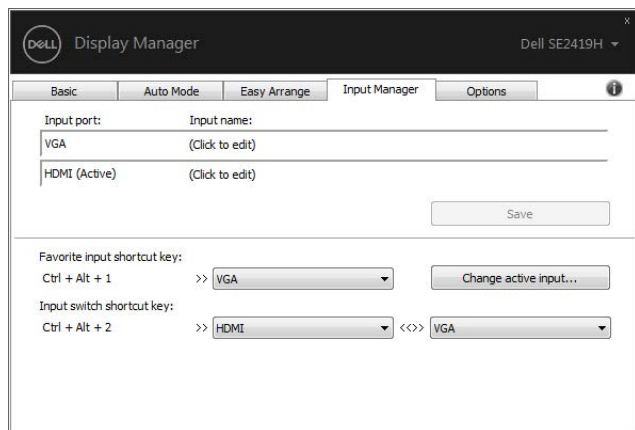 x
DELL Display Manager Dell SE2419H
Basic Auto Mode Easy Arrange Input Manager Options i
Input port: Input name:
VGA (Click to edit)
HDMI (Active) (Click to edit)
Save
Favorite input shortcut key:
Ctrl + Alt + 1 >> VGA Change active input...
Input switch shortcut key:
Ctrl + Alt + 2 >> HDMI <<>> VGA